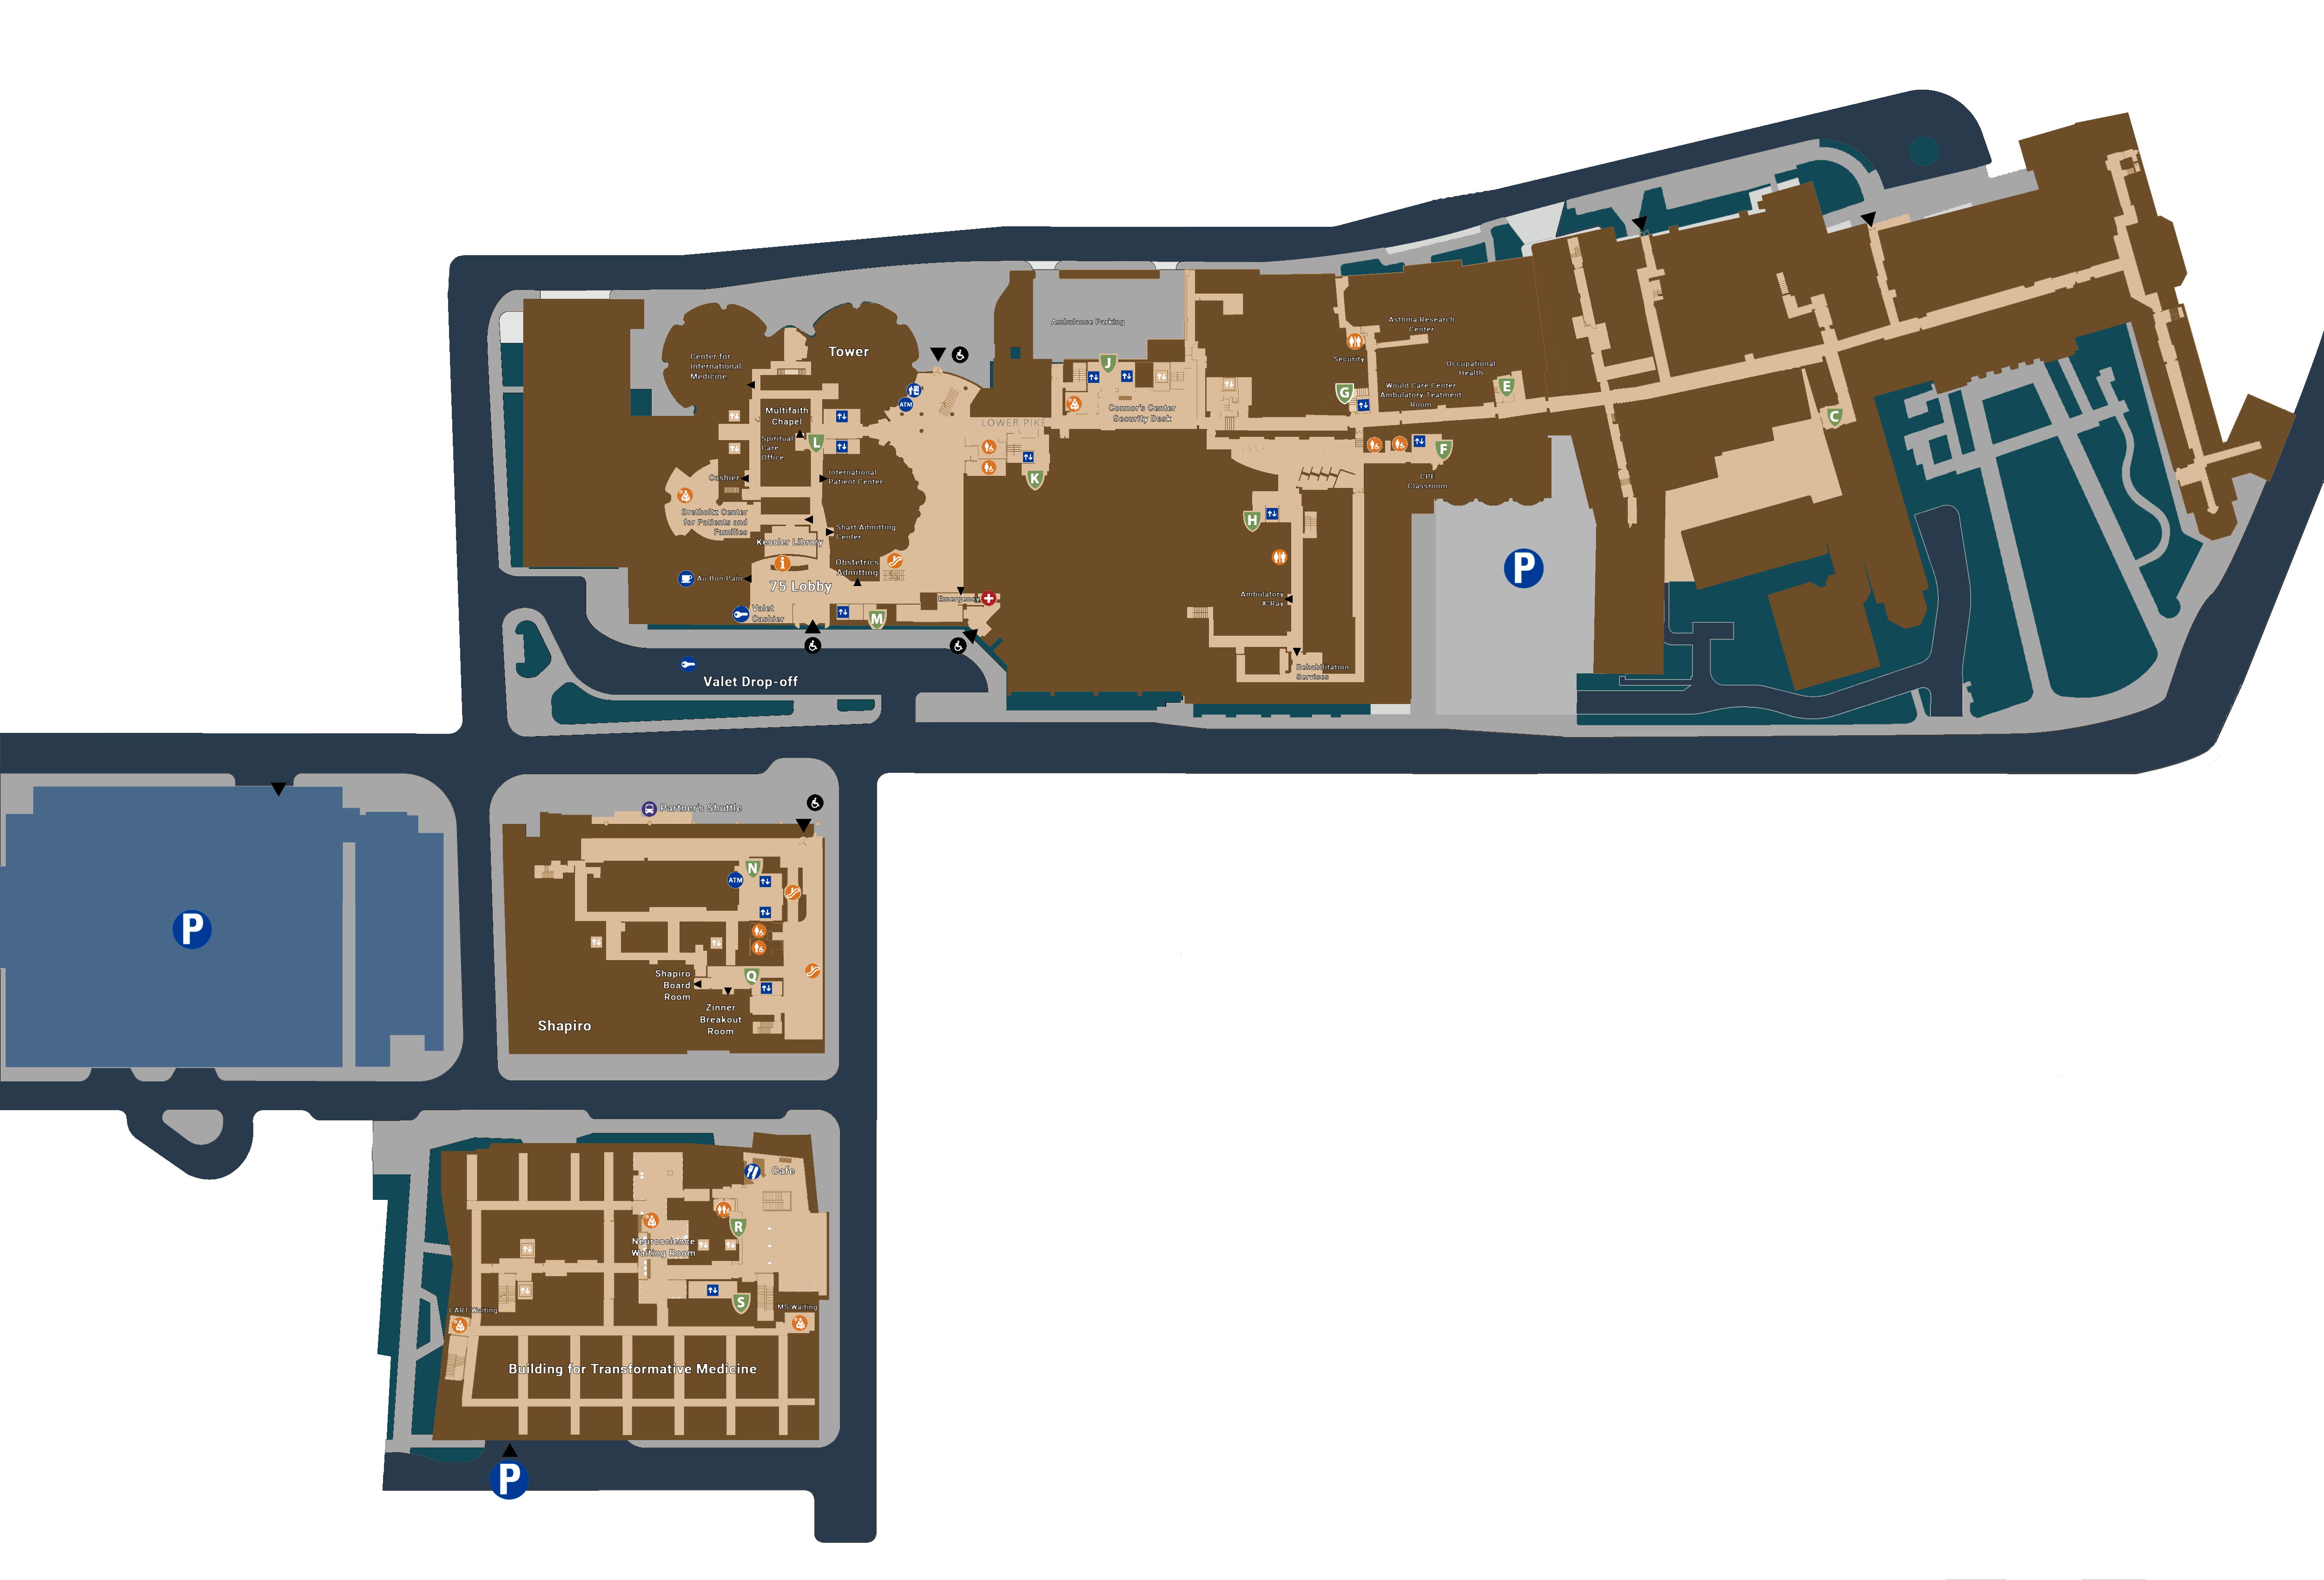 Ambulance Parking
Tower
Center for
International
Medicine
Asthma Research
Center
Security
Occupational
Health
Would Care Center
Ambulatory Teatment
Room
J
G
E
C
ATM
Connor's Center
Security Desk
LOWER PIKE
Multifaith
Chapel
L
Spiritual
Care
Office
K
F
CPE
Classroom
Cashier
International
Patient Center
Bretholtz Center
for Patients and
Families
H
Shart Admitting
Center
Kessler Library
i
Obstetrics
Admitting
P
Au Bon Pain
75 Lobby
Emergency
Ambulatory
X-Ray
Valet
Cashier
M
Rehabilitation
Services
Valet Drop-off
Partner's Shuttle
N
ATM
P
Q
Shapiro
Board
Room
Zinner
Breakout
Room
Shapiro
Cafe
R
Neuroscience
Waiting Room
S
CART Waiting
MS Waiting
Building for Transformative Medicine
P